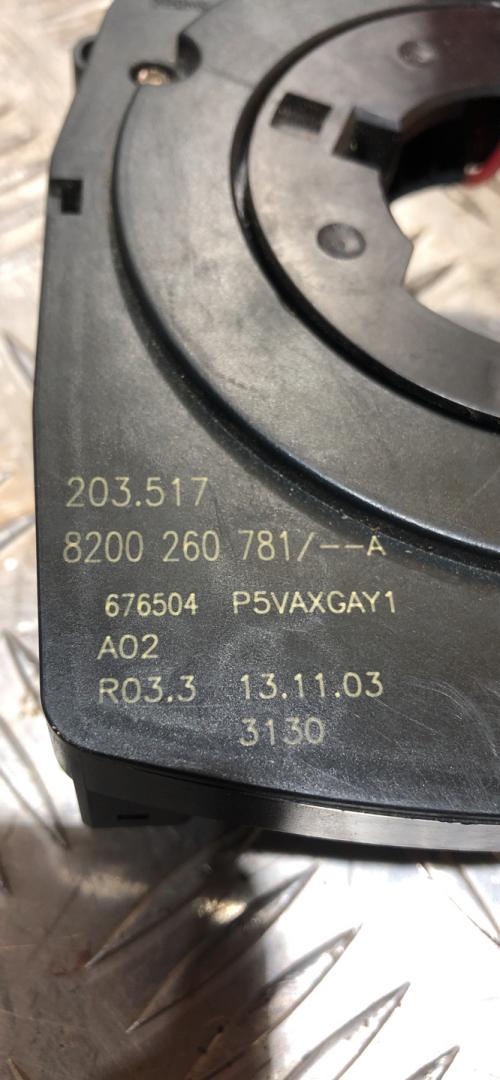 203.517
8200 260 781/--A
676504 P5VAXGAY1
A02
R03.3 13.11.03
3130